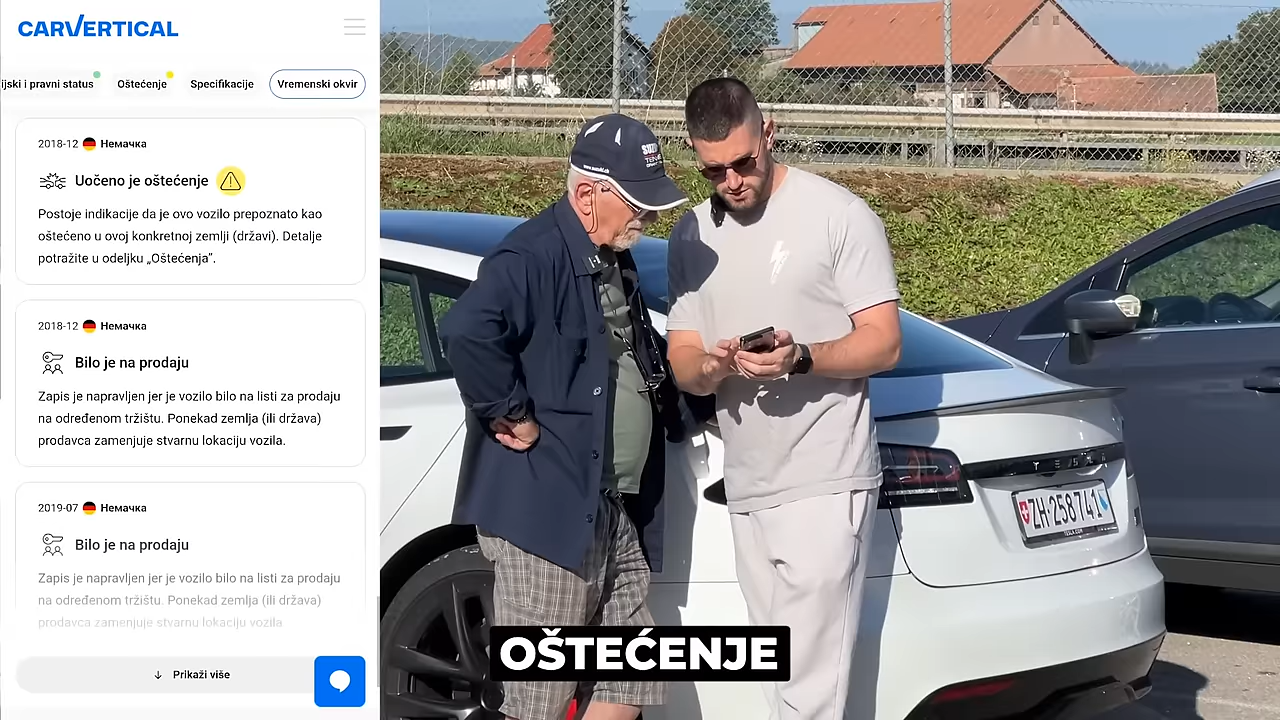 CARVERTICAL
ijski i pravni status
Oštećenje
Specifikacije
Vremenski okvir
2018-12 Немачка
Uočeno je oštećenje
Postoje indikacije da je ovo vozilo prepoznato kao
oštećeno u ovoj konkretnoj zemlji (državi). Detalje
potražite u odeljku „Oštećenja”.
2018-12 Немачка
Bilo je na prodaju
Zapis je napravljen jer je vozilo bilo na listi za prodaju
na određenom tržištu. Ponekad zemlja (ili država)
prodavca zamenjuje stvarnu lokaciju vozila.
2019-07 Немачка
Bilo je na prodaju
Zapis je napravljen jer je vozilo bilo na listi za prodaju
na određenom tržištu. Ponekad zemlja (ili država)
prodavca zamenjuje stvarnu lokaciju vozila
Prikaži više
TESLA
ZH·258741
OŠTEĆENJE